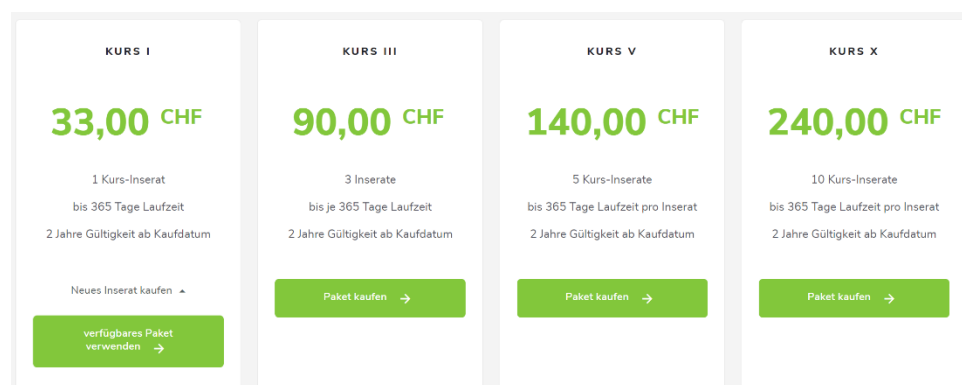 KURS I
33,00 CHF
1 Kurs-Inserat
bis 365 Tage Laufzeit
2 Jahre Gültigkeit ab Kaufdatum
Neues Inserat kaufen
verfügbares Paket
verwenden →
KURS III
90,00 CHF
3 Inserate
bis je 365 Tage Laufzeit
2 Jahre Gültigkeit ab Kaufdatum
Paket kaufen →
KURS V
140,00 CHF
5 Kurs-Inserate
bis 365 Tage Laufzeit pro Inserat
2 Jahre Gültigkeit ab Kaufdatum
Paket kaufen →
KURS X
240,00 CHF
10 Kurs-Inserate
bis 365 Tage Laufzeit pro Inserat
2 Jahre Gültigkeit ab Kaufdatum
Paket kaufen →